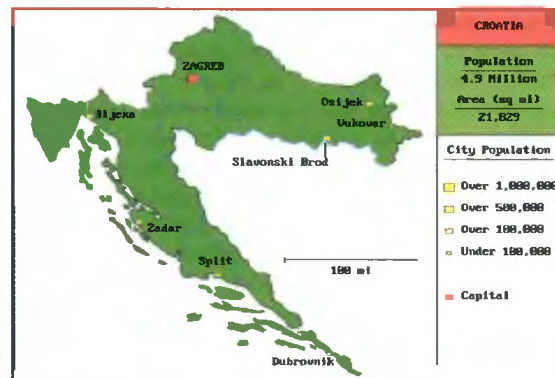 CROATIA
Population
4.9 Million
Area (sq mi)
21,829
City Population
Over 1,000,000
Over 500,000
Over 100,000
Under 100,000
Capital
ZAGREB
Osijek
Vukovar
Slavonski Brod
Zadar
Split
100 mi
Dubrovnik